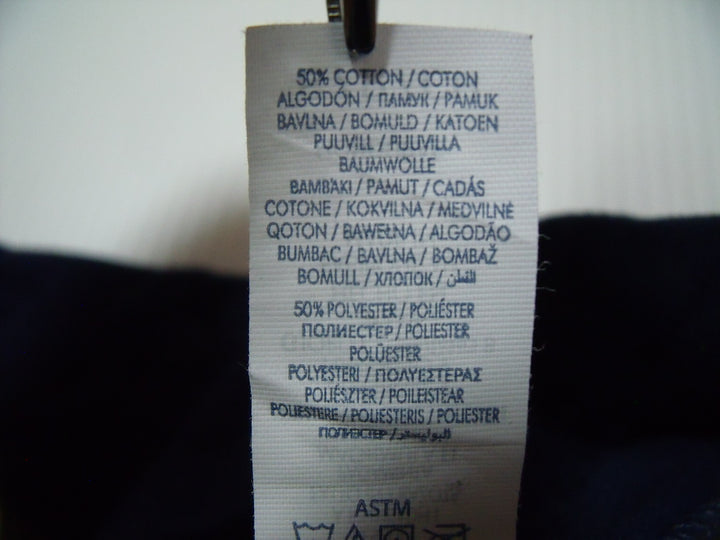 50% COTTON / COTON
ALGODÓN / ПАМУК / PAMUK
BAVLNA / BOMULD / KATOEN
PUUVILL / PUUVILLA
BAUMWOLLE
BAMBAKI / PAMUT / CADÁS
COTONE / KOKVILNA / MEDVILNĖ
QOTON / BAWEŁNA / ALGODÃO
BUMBAC / BAVLNA / BOMBAŽ
BOMULL / ХЛОПОК / القطن
50% POLYESTER / POLIÉSTER
ПОЛИЕСТЕР / POLIESTER
POLÜESTER
POLYESTERI / ΠΟΛΥΕΣΤΕΡΑΣ
POLIÉSZTER / POILEISTEAR
POLIESTERE / POLIESTERIS / POLIESTER
ПОЛИЭСТЕР / البوليستر
ASTM